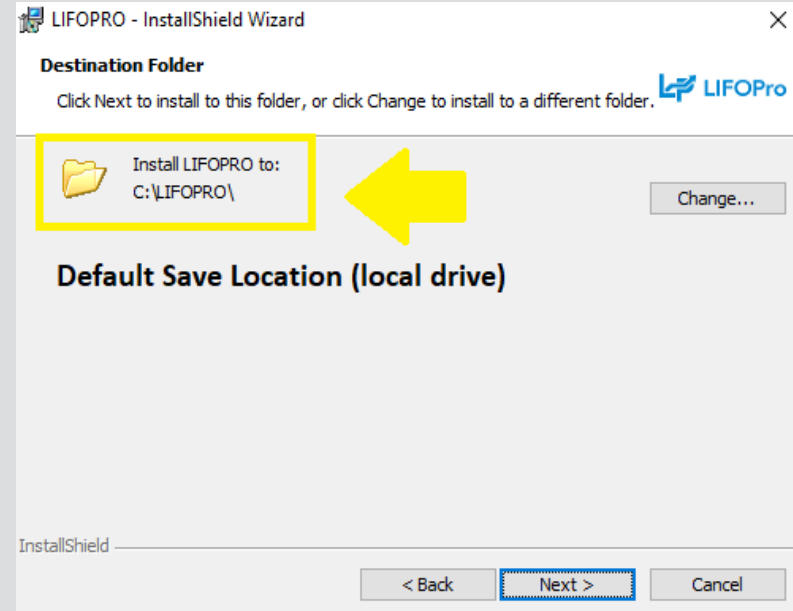 LIFOPRO - InstallShield Wizard
Destination Folder
Click Next to install to this folder, or click Change to install to a different folder.
LIFOPro
Install LIFOPRO to:
C:\LIFOPRO\
Change...
Default Save Location (local drive)
InstallShield
< Back
Next >
Cancel